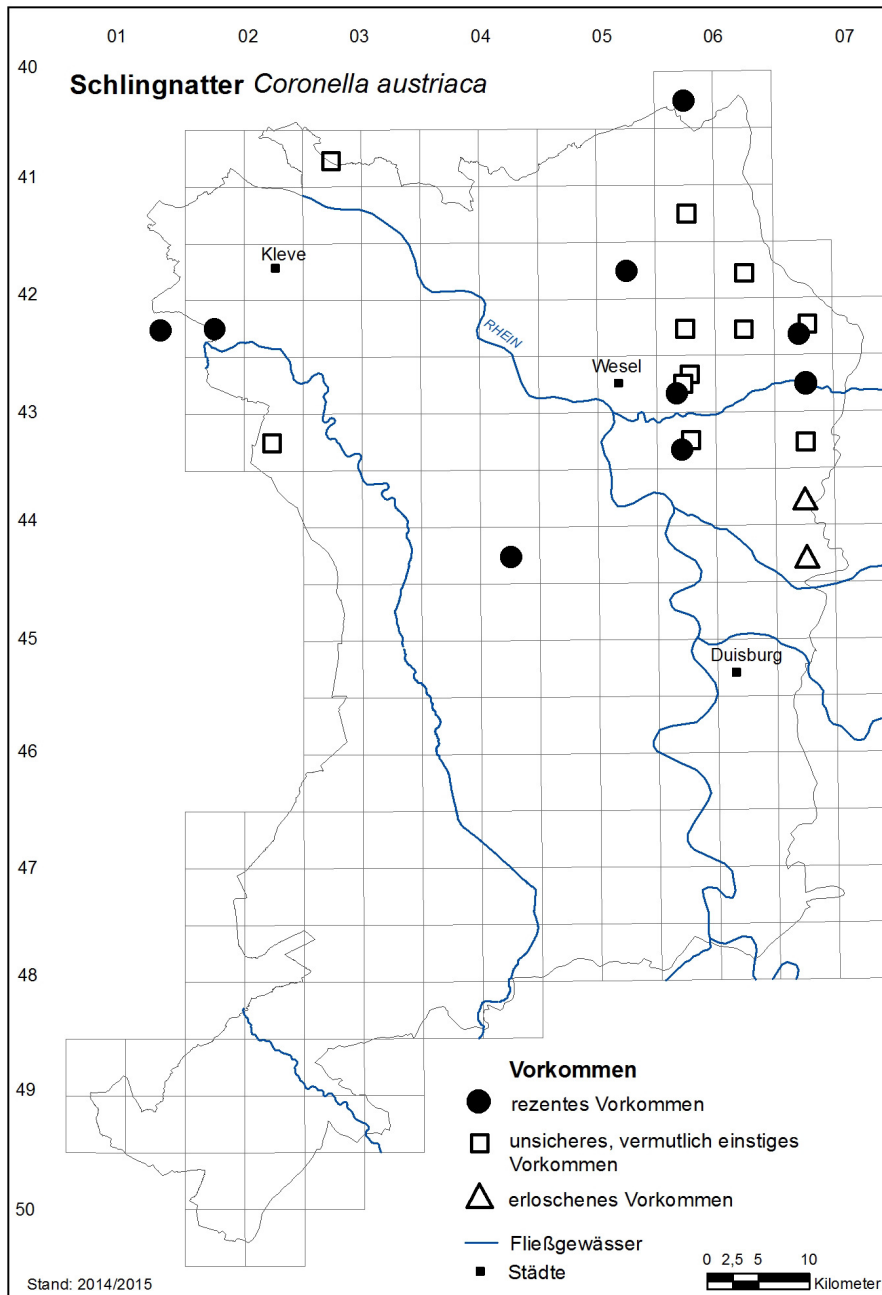 01 02 03 04 05 06 07
40
Schlingnatter Coronella austriaca
41
Kleve
42
RHEIN
Wesel
43
44
45
Duisburg
46
47
48
49
50
Vorkommen
rezentes Vorkommen
unsicheres, vermutlich einstiges
Vorkommen
erloschenes Vorkommen
Fließgewässer
Städte
0 2,5 5 10
Kilometer
Stand: 2014/2015